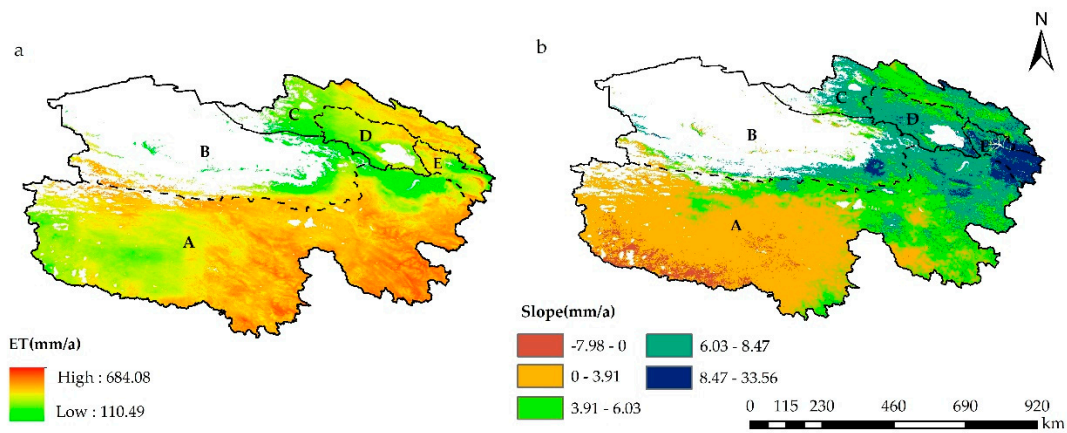 a
b
N
C
D
B
E
A
C
D
B
E
A
ET(mm/a)
High : 684.08
Low : 110.49
Slope(mm/a)
-7.98 - 0
0 - 3.91
3.91 - 6.03
6.03 - 8.47
8.47 - 33.56
0 115 230 460 690 920
km